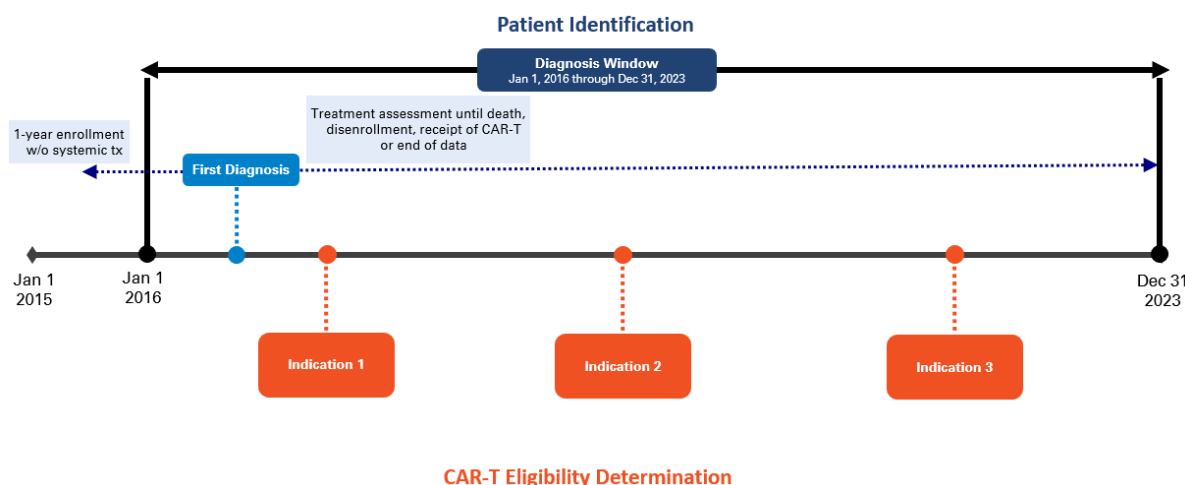 Patient Identification
Diagnosis Window
Jan 1, 2016 through Dec 31, 2023
1-year enrollment
w/o systemic tx
Treatment assessment until death,
disenrollment, receipt of CAR-T
or end of data
First Diagnosis
Jan 1
2015
Jan 1
2016
Dec 31
2023
Indication 1
Indication 2
Indication 3
CAR-T Eligibility Determination